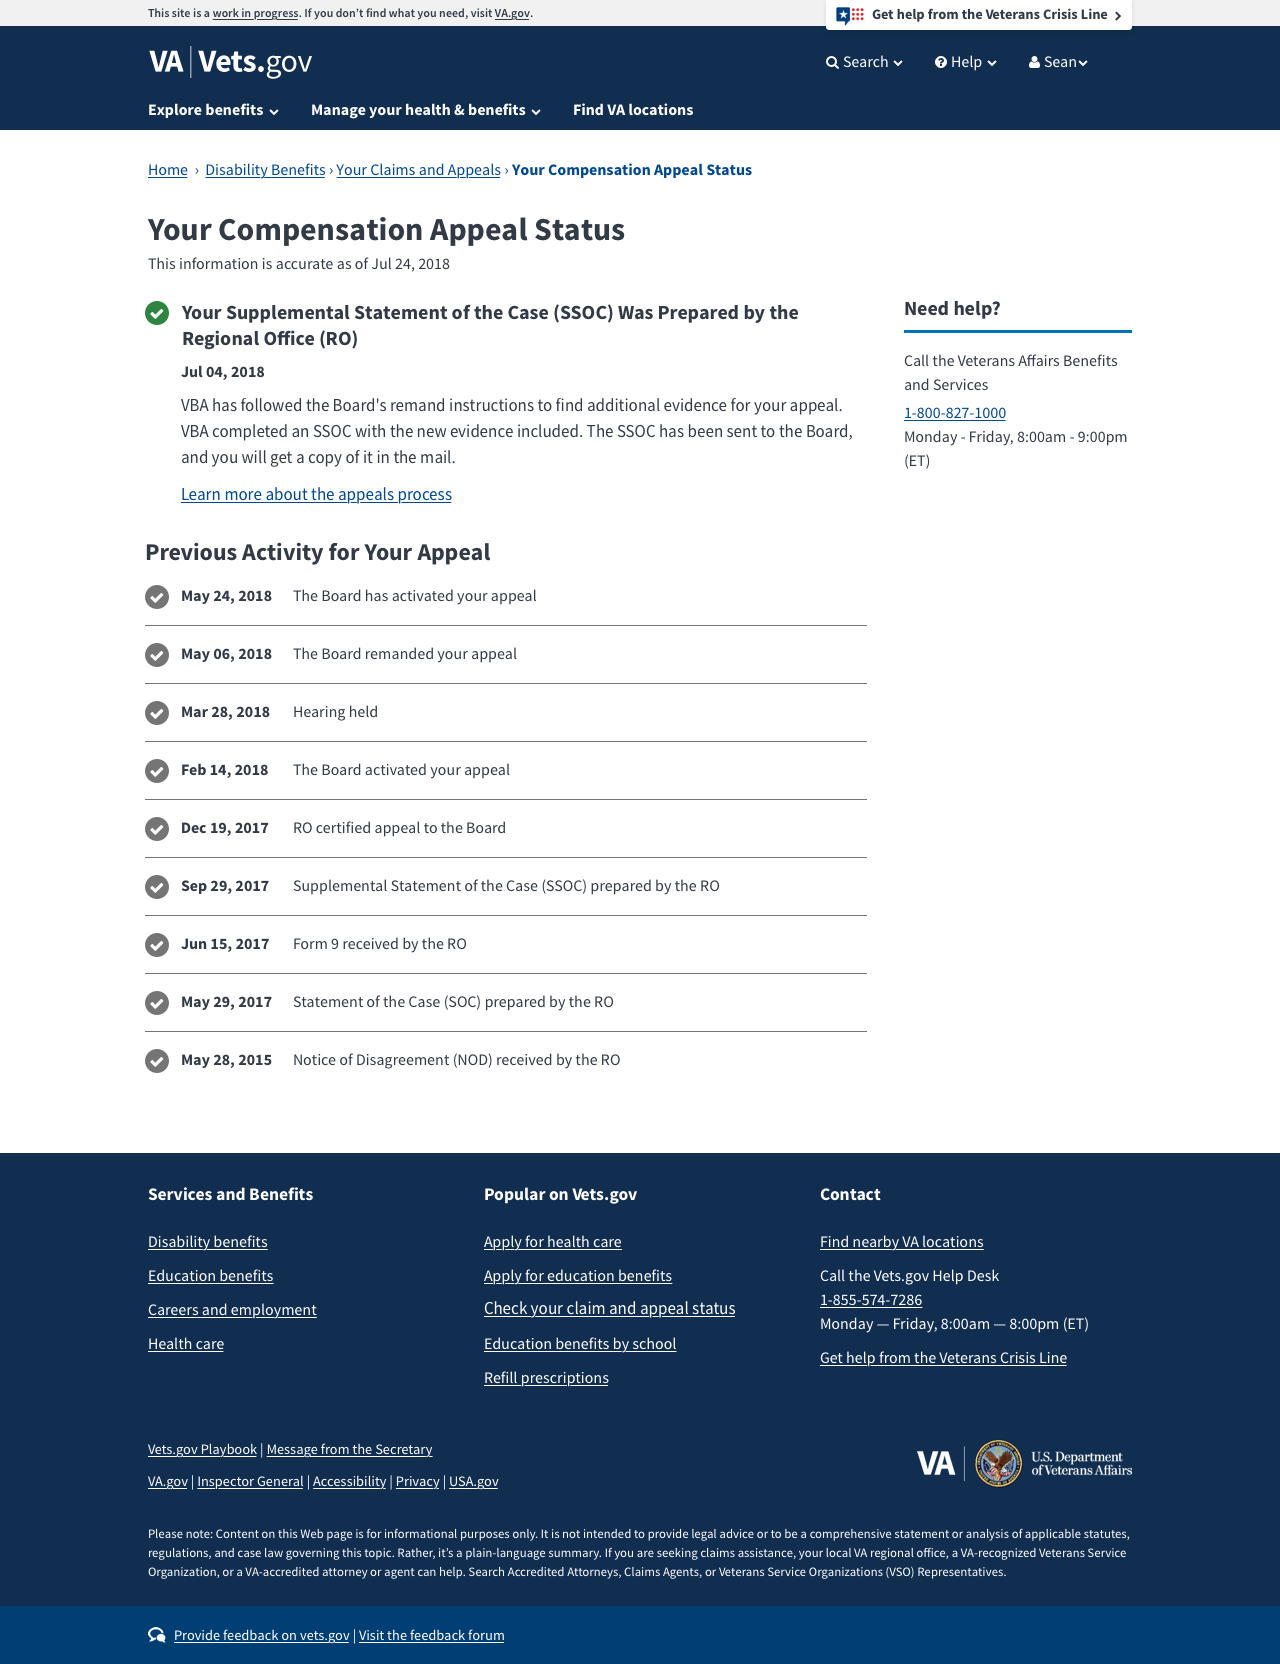 This site is a work in progress. If you don’t find what you need, visit VA.gov.
Get help from the Veterans Crisis Line
VA Vets.gov
Search
Help
Sean
Explore benefits
Manage your health & benefits
Find VA locations
Home › Disability Benefits › Your Claims and Appeals › Your Compensation Appeal Status
Your Compensation Appeal Status
This information is accurate as of Jul 24, 2018
Your Supplemental Statement of the Case (SSOC) Was Prepared by the
Regional Office (RO)
Jul 04, 2018
VBA has followed the Board's remand instructions to find additional evidence for your appeal.
VBA completed an SSOC with the new evidence included. The SSOC has been sent to the Board,
and you will get a copy of it in the mail.
Learn more about the appeals process
Need help?
Call the Veterans Affairs Benefits
and Services
1-800-827-1000
Monday - Friday, 8:00am - 9:00pm
(ET)
Previous Activity for Your Appeal
May 24, 2018 The Board has activated your appeal
May 06, 2018 The Board remanded your appeal
Mar 28, 2018 Hearing held
Feb 14, 2018 The Board activated your appeal
Dec 19, 2017 RO certified appeal to the Board
Sep 29, 2017 Supplemental Statement of the Case (SSOC) prepared by the RO
Jun 15, 2017 Form 9 received by the RO
May 29, 2017 Statement of the Case (SOC) prepared by the RO
May 28, 2015 Notice of Disagreement (NOD) received by the RO
Services and Benefits
Disability benefits
Education benefits
Careers and employment
Health care
Popular on Vets.gov
Apply for health care
Apply for education benefits
Check your claim and appeal status
Education benefits by school
Refill prescriptions
Contact
Find nearby VA locations
Call the Vets.gov Help Desk
1-855-574-7286
Monday — Friday, 8:00am — 8:00pm (ET)
Get help from the Veterans Crisis Line
Vets.gov Playbook | Message from the Secretary
VA.gov | Inspector General | Accessibility | Privacy | USA.gov
VA
U.S. Department
of Veterans Affairs
Please note: Content on this Web page is for informational purposes only. It is not intended to provide legal advice or to be a comprehensive statement or analysis of applicable statutes,
regulations, and case law governing this topic. Rather, it’s a plain-language summary. If you are seeking claims assistance, your local VA regional office, a VA-recognized Veterans Service
Organization, or a VA-accredited attorney or agent can help. Search Accredited Attorneys, Claims Agents, or Veterans Service Organizations (VSO) Representatives.
Provide feedback on vets.gov | Visit the feedback forum